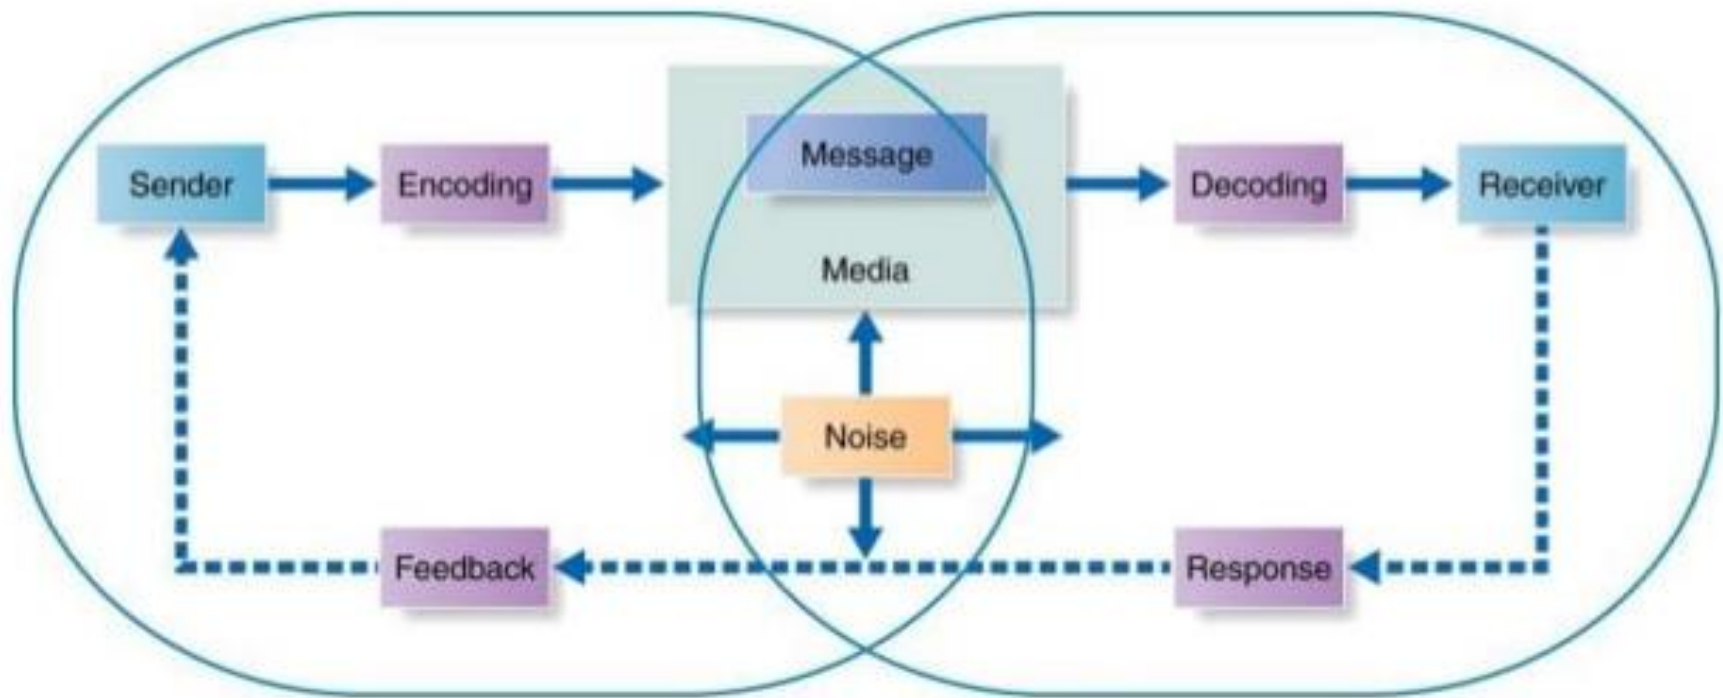 Sender
Encoding
Message
Media
Decoding
Receiver
Noise
Feedback
Response